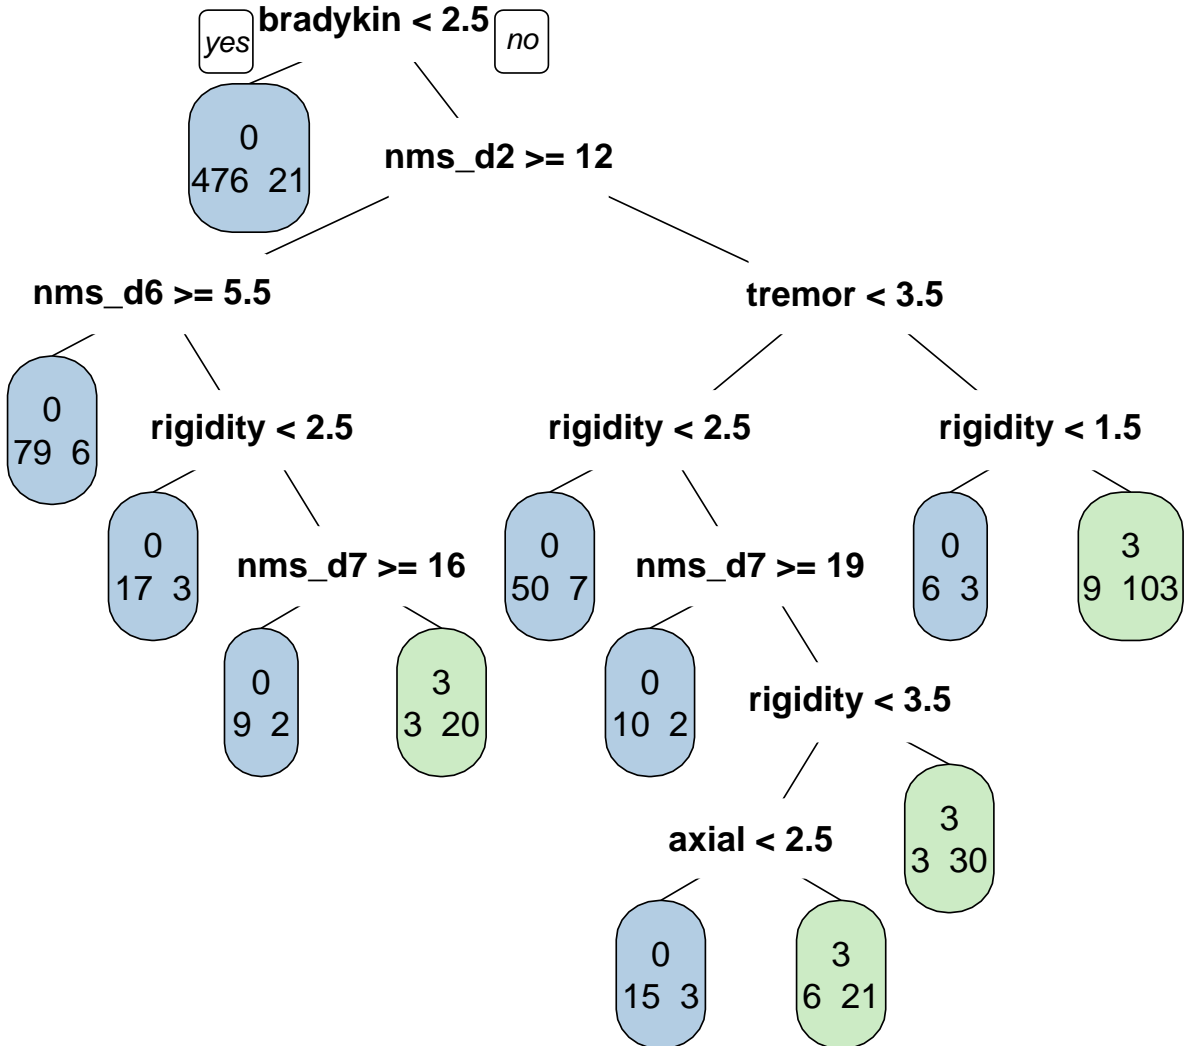 bradykin < 2.5
yes
no
0
476 21
nms_d2 >= 12
nms_d6 >= 5.5
tremor < 3.5
0
79 6
rigidity < 2.5
rigidity < 2.5
rigidity < 1.5
0
17 3
nms_d7 >= 16
0
50 7
nms_d7 >= 19
0
6 3
3
9 103
0
9 2
3
3 20
0
10 2
rigidity < 3.5
axial < 2.5
3
3 30
0
15 3
3
6 21